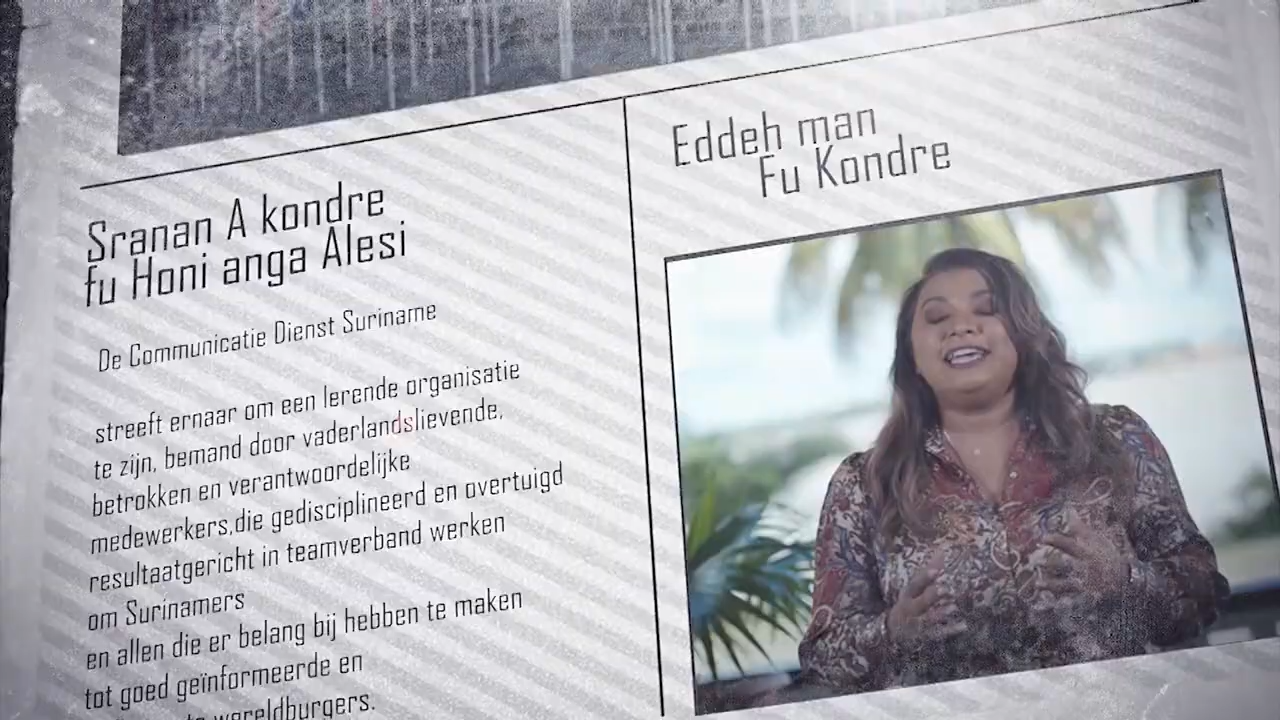 Sranan A kondre
fu Honi anga Alesi
De Communicatie Dienst Suriname
streeft ernaar om een lerende organisatie
te zijn, bemand door vaderlandslievende,
betrokken en verantwoordelijke
medewerkers,die gedisciplineerd en overtuigd
resultaatgericht in teamverband werken
om Surinamers
en allen die er belang bij hebben te maken
tot goed geïnformeerde en
wereldburgers.
Eddeh man
Fu Kondre